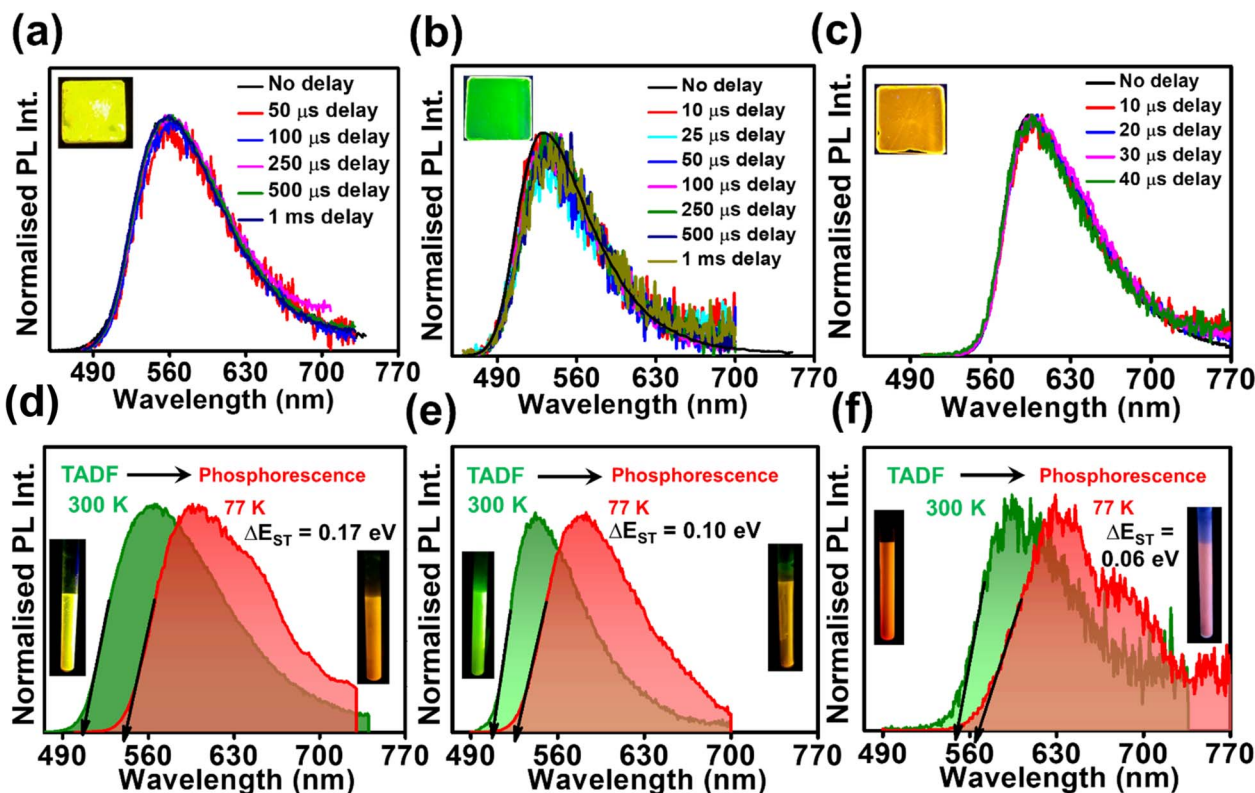 (a)
Normalised PL Int.
No delay
50 μs delay
100 μs delay
250 μs delay
500 μs delay
1 ms delay
490 560 630 700 770
Wavelength (nm)
(b)
Normalised PL Int.
No delay
10 μs delay
25 μs delay
50 μs delay
100 μs delay
250 μs delay
500 μs delay
1 ms delay
490 560 630 700 770
Wavelength (nm)
(c)
Normalised PL Int.
No delay
10 μs delay
20 μs delay
30 μs delay
40 μs delay
490 560 630 700 770
Wavelength (nm)
(d)
Normalised PL Int.
TADF Phosphorescence
300 K 77 K
ΔE_ST = 0.17 eV
490 560 630 700 770
Wavelength (nm)
(e)
Normalised PL Int.
TADF Phosphorescence
300 K 77 K
ΔE_ST = 0.10 eV
490 560 630 700 770
Wavelength (nm)
(f)
Normalised PL Int.
TADF Phosphorescence
300 K 77 K
ΔE_ST =
0.06 eV
490 560 630 700 770
Wavelength (nm)